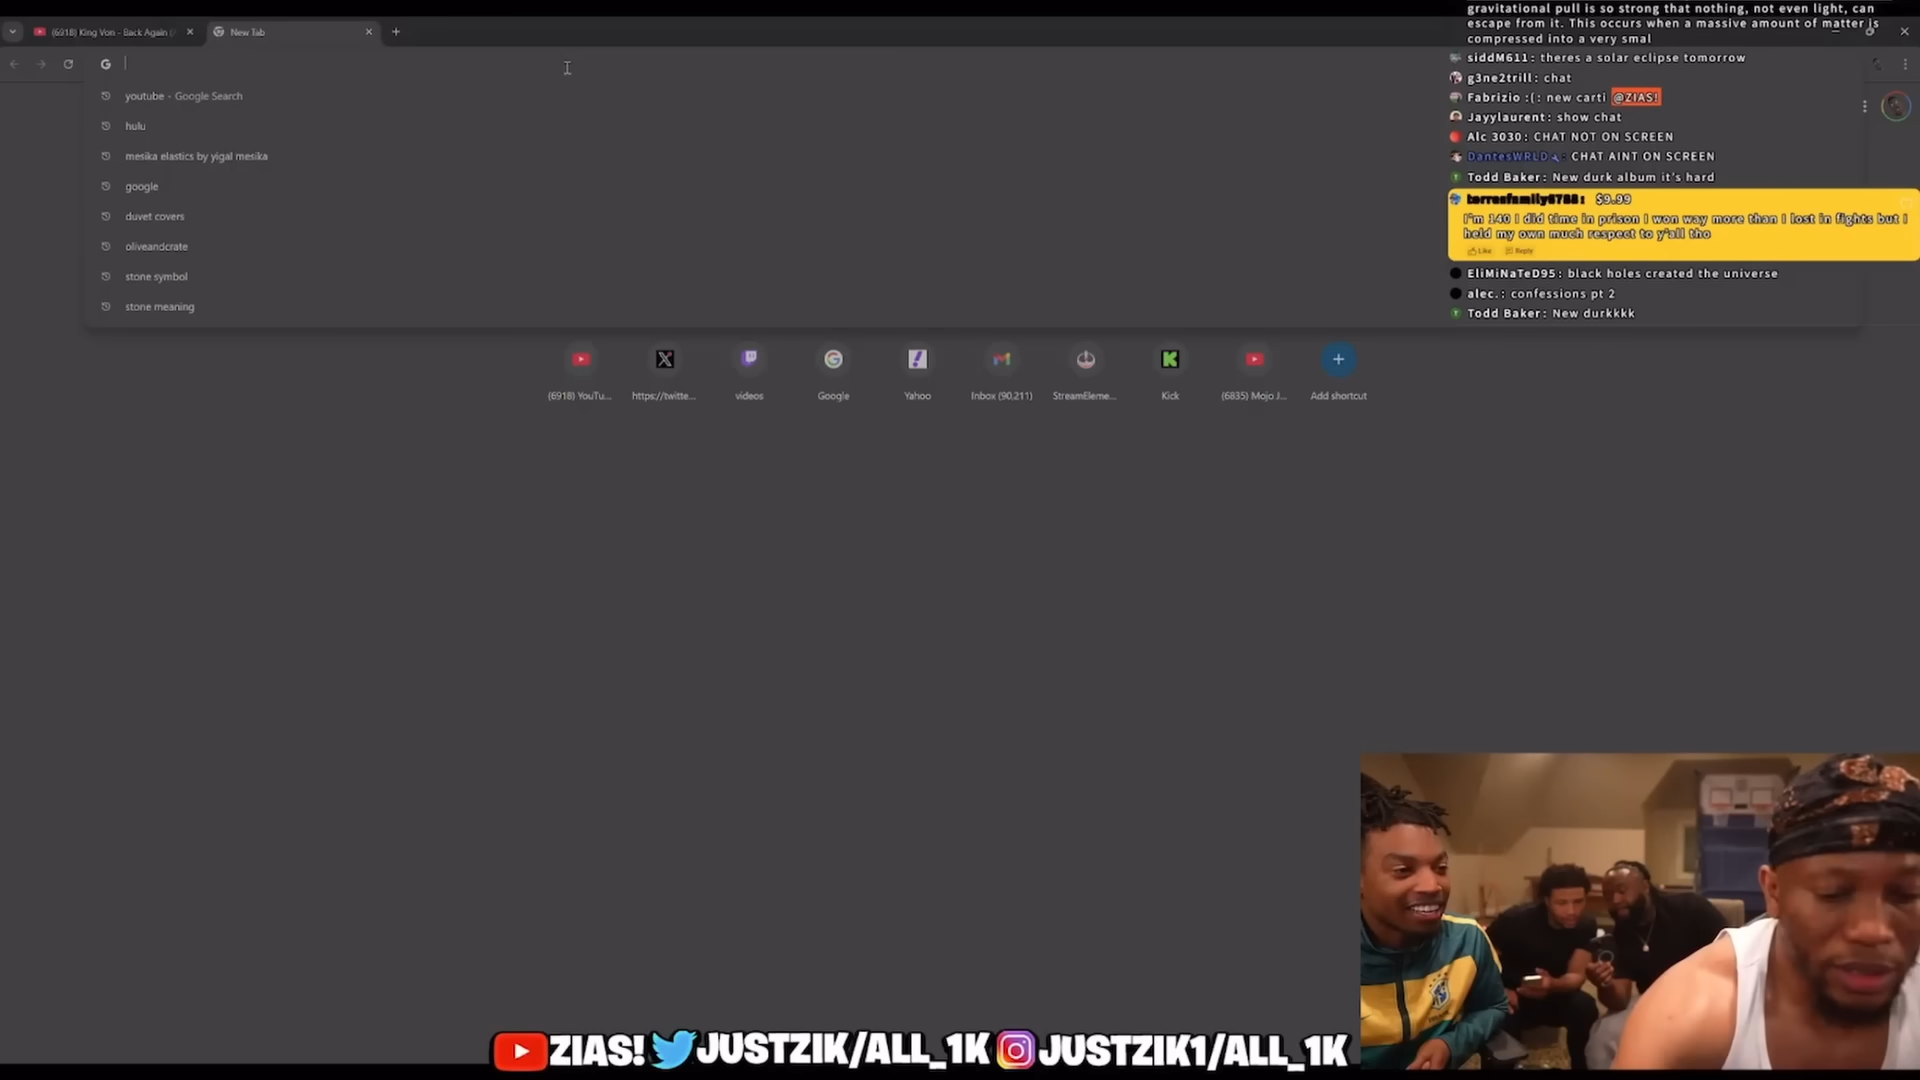 (6918) King Von - Back Again (
New Tab
youtube - Google Search
hulu
mesika elastics by yigal mesika
google
duvet covers
oliveandcrate
stone symbol
stone meaning
(6918) YouTu...
https://twitte...
videos
Google
Yahoo
Inbox (90,211)
StreamEleme...
Kick
(6835) Mojo J...
Add shortcut
gravitational pull is so strong that nothing, not even light, can
escape from it. This occurs when a massive amount of matter is
compressed into a very smal
siddM611: theres a solar eclipse tomorrow
g3ne2trill: chat
Fabrizio :(: new carti @ZIAS!
Jayylaurent: show chat
Alc 3030: CHAT NOT ON SCREEN
DantesWRLD: CHAT AINT ON SCREEN
Todd Baker: New durk album it's hard
torresfamily6788: $9.99
I'm 140 I did time in prison I won way more than I lost in fights but I
held my own much respect to y'all tho
Like Reply
EliMiNaTeD95: black holes created the universe
alec.: confessions pt 2
Todd Baker: New durkkkk
ZIAS! JUSTZIK/ALL_1K JUSTZIK1/ALL_1K